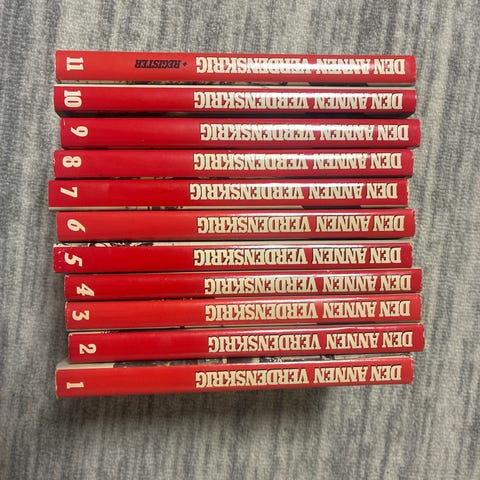 DEN ANNEN VERDENSKRIG + REGISTER 11
DEN ANNEN VERDENSKRIG 10
DEN ANNEN VERDENSKRIG 9
DEN ANNEN VERDENSKRIG 8
DEN ANNEN VERDENSKRIG 7
DEN ANNEN VERDENSKRIG 6
DEN ANNEN VERDENSKRIG 5
DEN ANNEN VERDENSKRIG 4
DEN ANNEN VERDENSKRIG 3
DEN ANNEN VERDENSKRIG 2
DEN ANNEN VERDENSKRIG 1